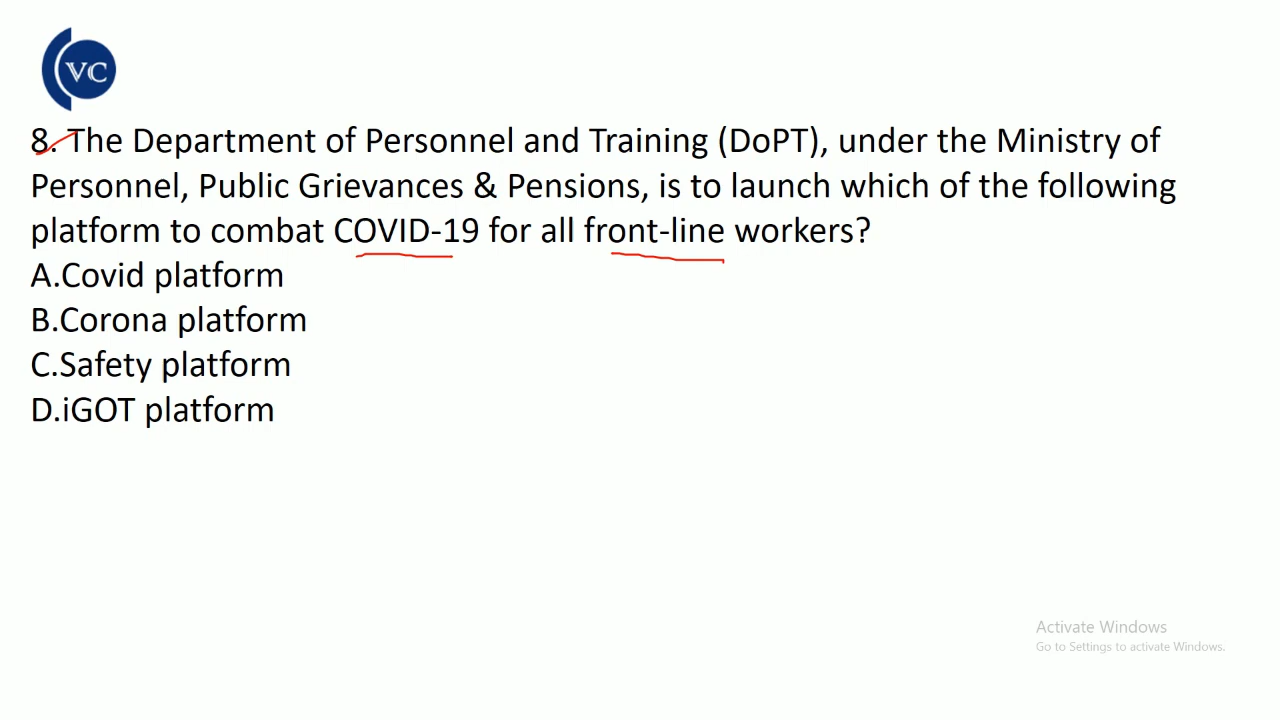 VC
8. The Department of Personnel and Training (DoPT), under the Ministry of
Personnel, Public Grievances & Pensions, is to launch which of the following
platform to combat COVID-19 for all front-line workers?
A.Covid platform
B.Corona platform
C.Safety platform
D.iGOT platform
Activate Windows
Go to Settings to activate Windows.